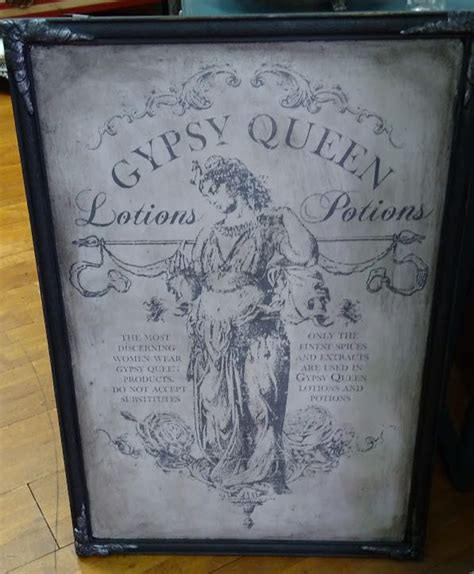 GYPSY QUEEN
Lotions Potions
THE MOST
DISCERNING
WOMEN WEAR
GYPSY QUEEN
PRODUCTS.
DO NOT ACCEPT
SUBSTITUTES
ONLY THE
FINEST SPICES
AND EXTRACTS
ARE USED IN
GYPSY QUEEN
LOTIONS AND
POTIONS